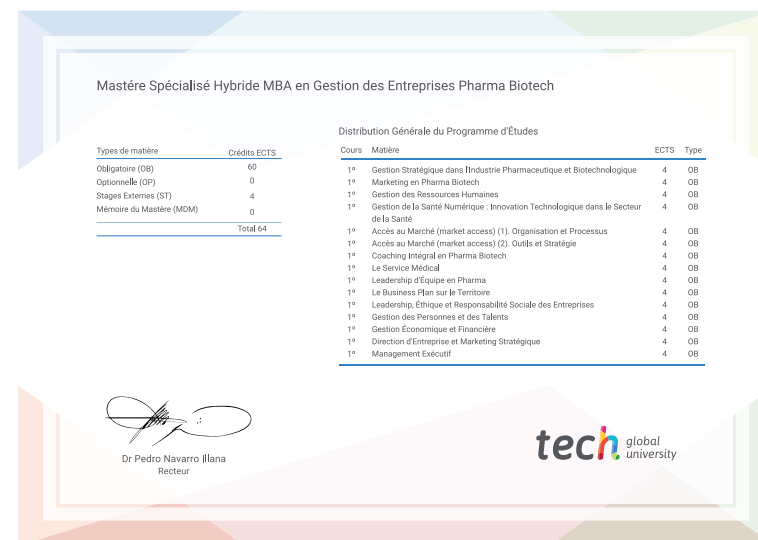 Mastére Spécialisé Hybride MBA en Gestion des Entreprises Pharma Biotech
Types de matière Crédits ECTS
Obligatoire (OB) 60
Optionnelle (OP) 0
Stages Externes (ST) 4
Mémoire du Mastère (MDM) 0
Total 64
Distribution Générale du Programme d'Études
Cours Matière ECTS Type
1º Gestion Stratégique dans l'Industrie Pharmaceutique et Biotechnologique 4 OB
1º Marketing en Pharma Biotech 4 OB
1º Gestion des Ressources Humaines 4 OB
1º Gestion de la Santé Numérique : Innovation Technologique dans le Secteur 4 OB
de la Santé
1º Accès au Marché (market access) (1). Organisation et Processus 4 OB
1º Accès au Marché (market access) (2). Outils et Stratégie 4 OB
1º Coaching Intégral en Pharma Biotech 4 OB
1º Le Service Médical 4 OB
1º Leadership d'Équipe en Pharma 4 OB
1º Le Business Plan sur le Territoire 4 OB
1º Leadership, Éthique et Responsabilité Sociale des Entreprises 4 OB
1º Gestion des Personnes et des Talents 4 OB
1º Gestion Économique et Financière 4 OB
1º Direction d'Entreprise et Marketing Stratégique 4 OB
1º Management Exécutif 4 OB
Dr Pedro Navarro Illana
Recteur
tech global
university